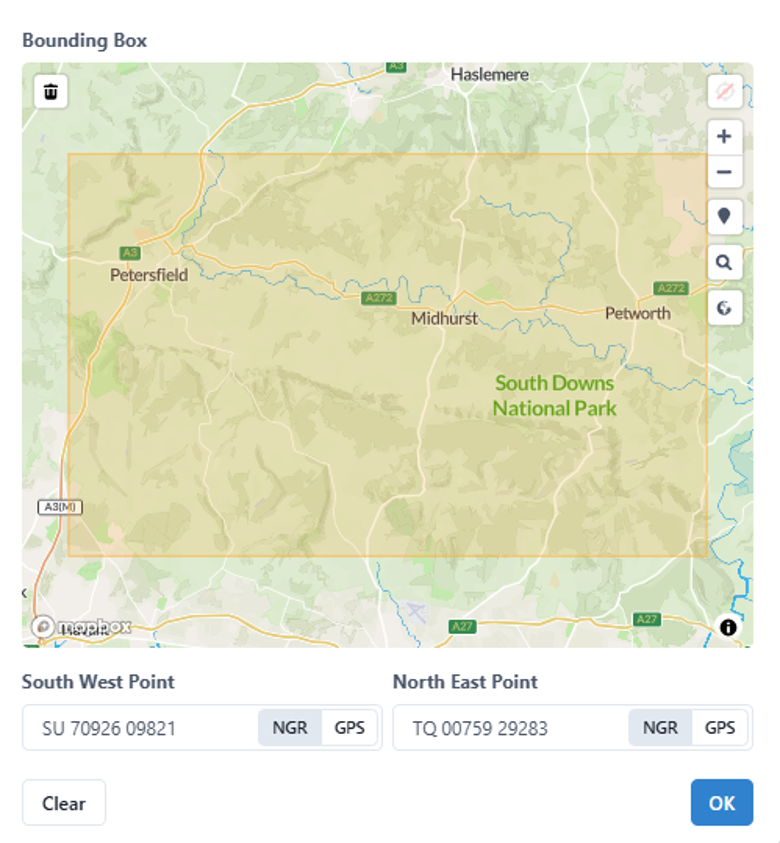 Bounding Box
A3
Haslemere
A3
Petersfield
A272
A272
Midhurst
Petworth
South Downs
National Park
A3(M)
k
mapbox
Havant
A27
A27
South West Point
North East Point
SU 70926 09821
NGR
GPS
TQ 00759 29283
NGR
GPS
Clear
OK